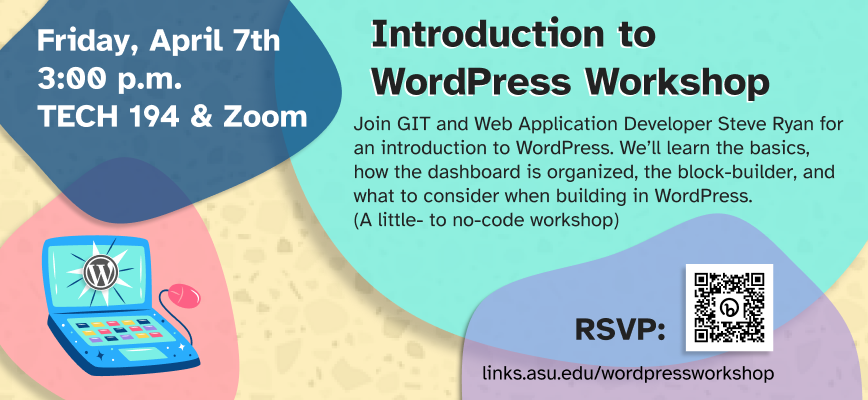 Friday, April 7th
3:00 p.m.
TECH 194 & Zoom
Introduction to
WordPress Workshop
Join GIT and Web Application Developer Steve Ryan for
an introduction to WordPress. We’ll learn the basics,
how the dashboard is organized, the block-builder, and
what to consider when building in WordPress.
(A little- to no-code workshop)
RSVP:
links.asu.edu/wordpressworkshop